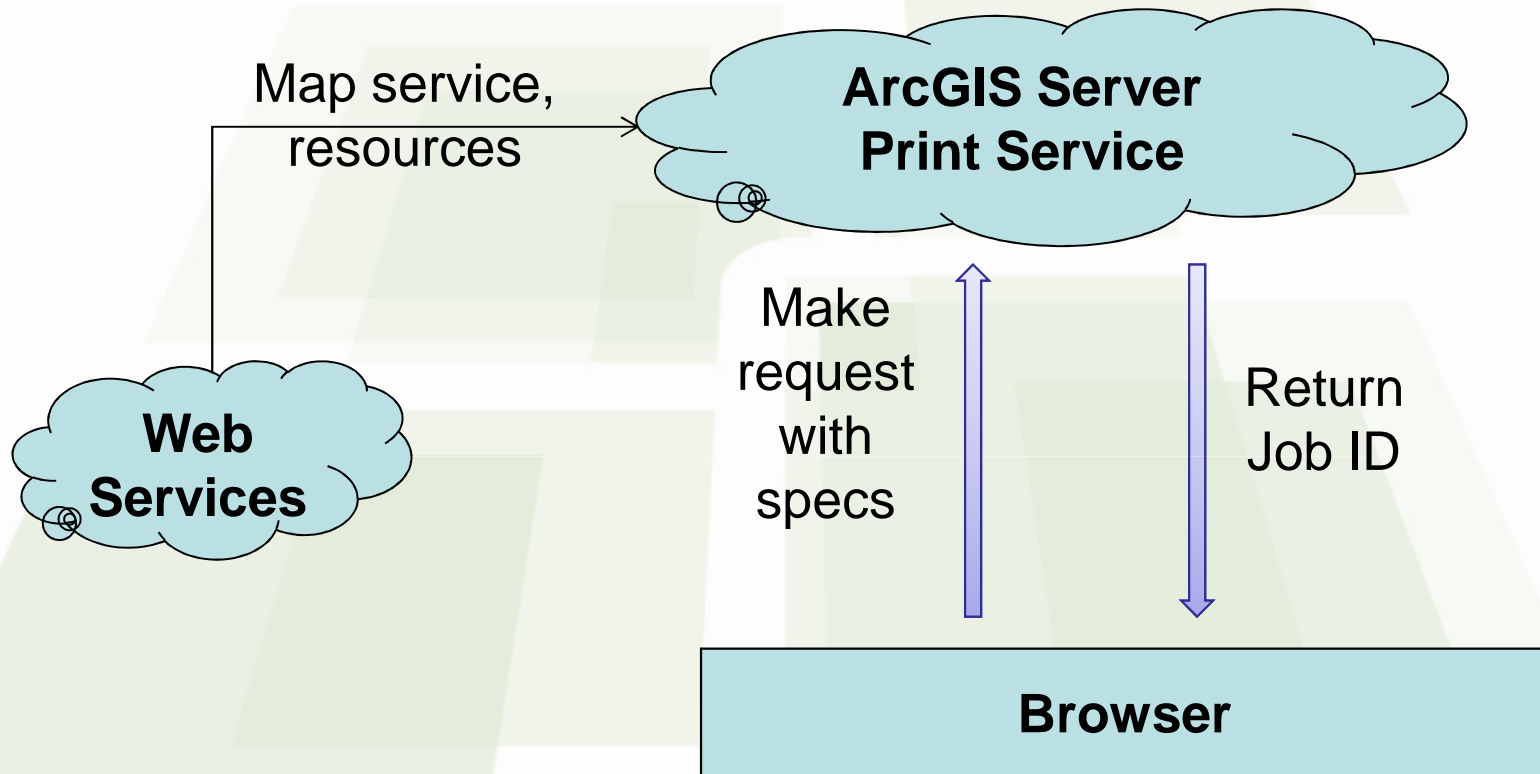 Map service,
resources
ArcGIS Server
Print Service
Web
Services
Make
request
with
specs
Return
Job ID
Browser